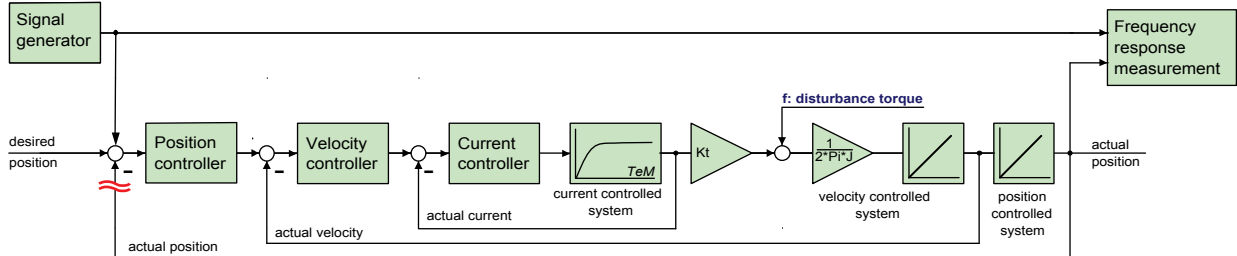 Signal
generator
Frequency
response
measurement
f: disturbance torque
desired
position
-
Position
controller
-
Velocity
controller
-
Current
controller
TeM
current controlled
system
Kt
1
2*Pi*J
velocity controlled
system
position
controlled
system
actual
position
actual current
actual velocity
actual position